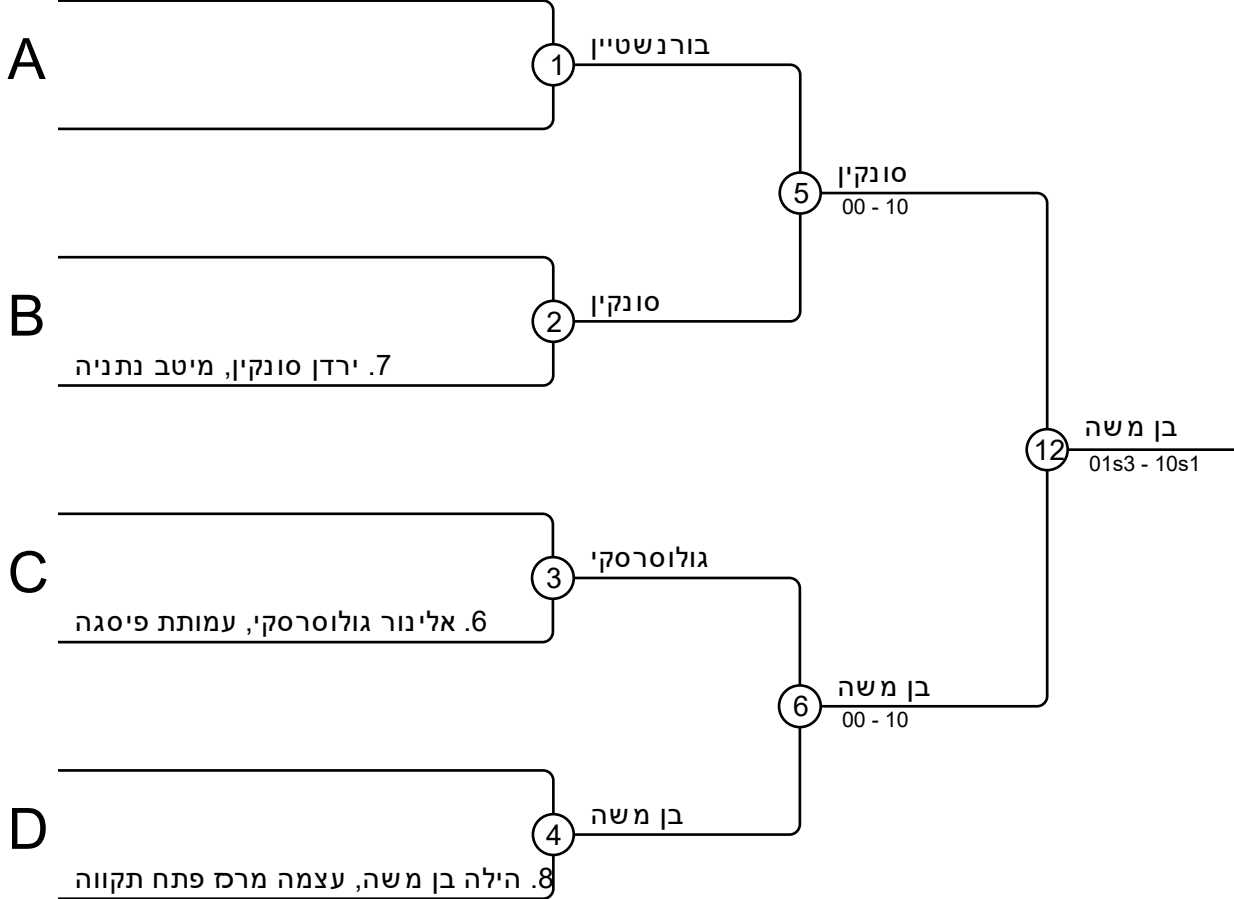 A
1
בורנשטיין
5
סונקין
00 - 10
B
2
סונקין
7. ירדן סונקין, מיטב נתניה
12
בן משה
01s3 - 10s1
C
3
גולוסרסקי
6. אלינור גולוסרסקי, עמותת פיסגה
6
בן משה
00 - 10
D
4
בן משה
8. הילה בן משה, עצמה מרכז פתח תקווה